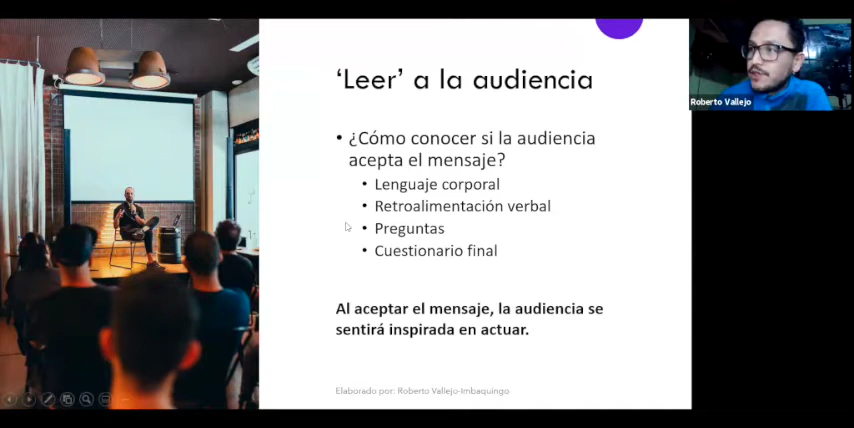 ‘Leer’ a la audiencia
• ¿Cómo conocer si la audiencia
acepta el mensaje?
• Lenguaje corporal
• Retroalimentación verbal
• Preguntas
• Cuestionario final
Al aceptar el mensaje, la audiencia se
sentirá inspirada en actuar.
Elaborado por: Roberto Vallejo-Imbaquingo
Roberto Vallejo